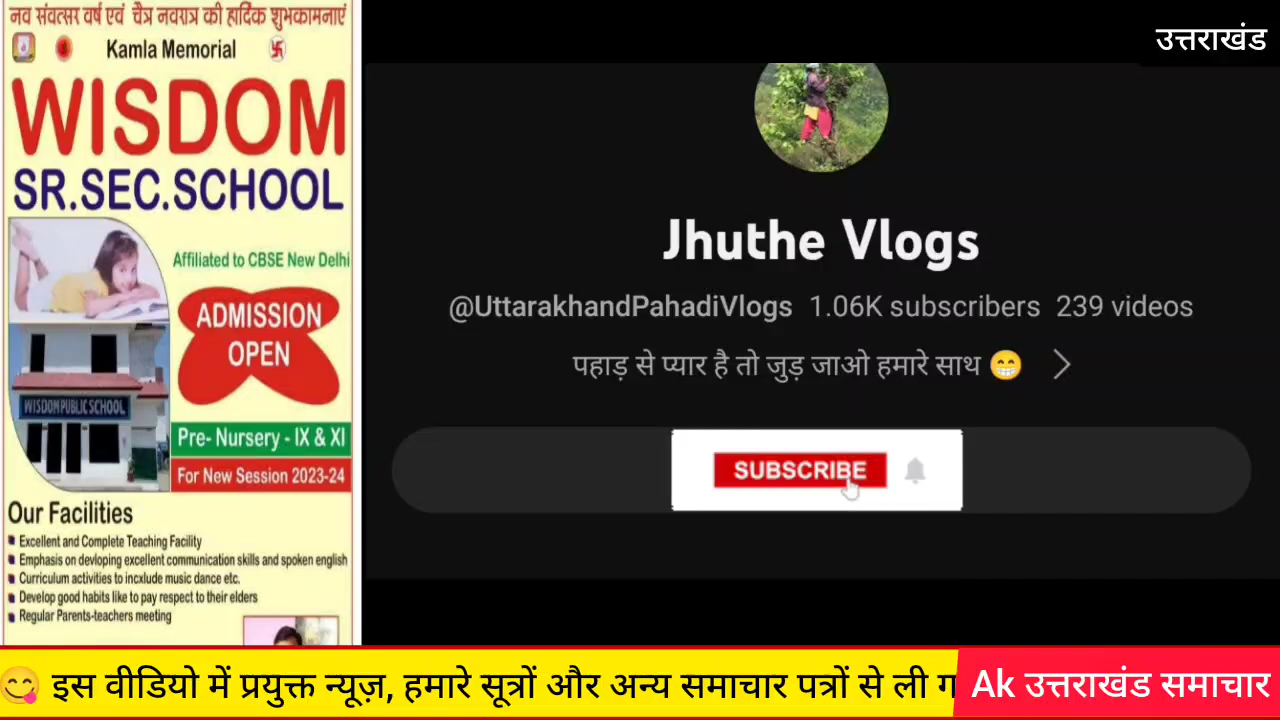 नव संवत्सर वर्ष एवं चैत्र नवरात्र की हार्दिक शुभकामनाएं
Kamla Memorial
WISDOM
SR.SEC.SCHOOL
Affiliated to CBSE New Delhi
ADMISSION
OPEN
WISDOM PUBLIC SCHOOL
Pre- Nursery - IX & XI
For New Session 2023-24
Our Facilities
Excellent and Complete Teaching Facility
Emphasis on devloping excellent communication skills and spoken english
Curriculum activities to incxlude music dance etc.
Develop good habits like to pay respect to their elders
Regular Parents-teachers meeting
उत्तराखंड
Jhuthe Vlogs
@UttarakhandPahadiVlogs 1.06K subscribers 239 videos
पहाड़ से प्यार है तो जुड़ जाओ हमारे साथ 😁
SUBSCRIBE
😋 इस वीडियो में प्रयुक्त न्यूज़, हमारे सूत्रों और अन्य समाचार पत्रों से ली
Ak उत्तराखंड समाचार